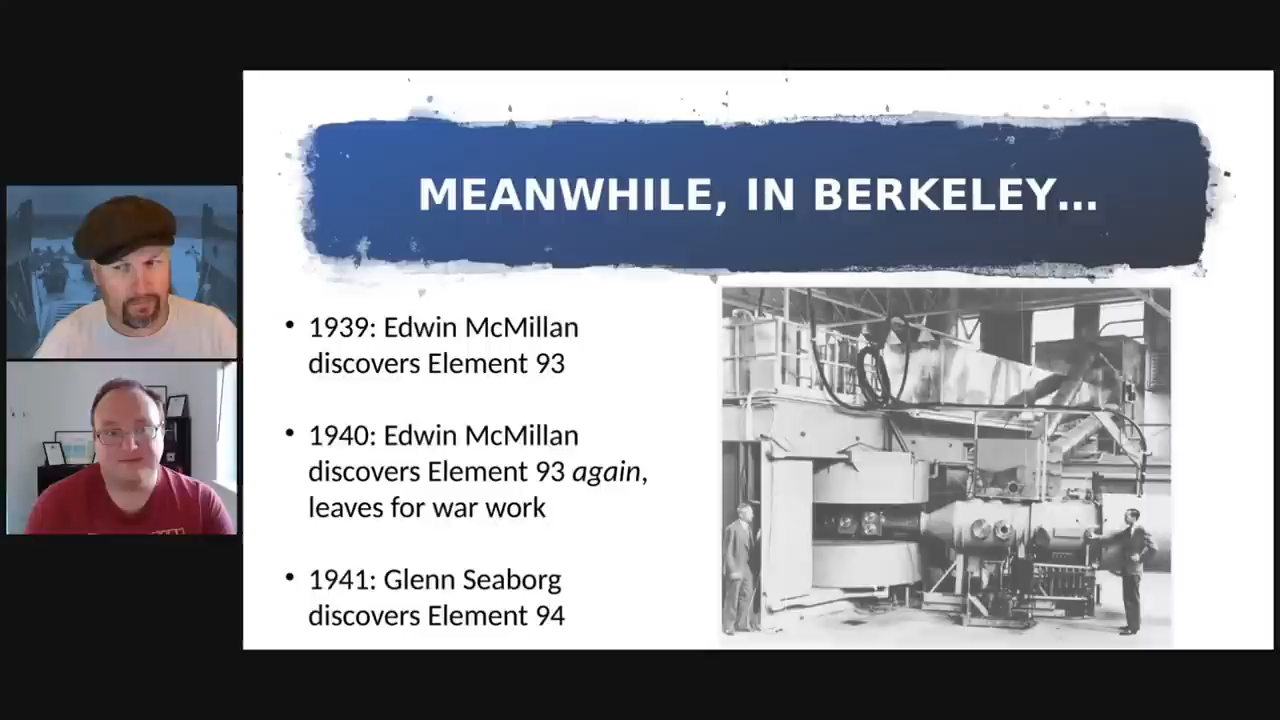 MEANWHILE, IN BERKELEY...
• 1939: Edwin McMillan
discovers Element 93
• 1940: Edwin McMillan
discovers Element 93 again,
leaves for war work
• 1941: Glenn Seaborg
discovers Element 94